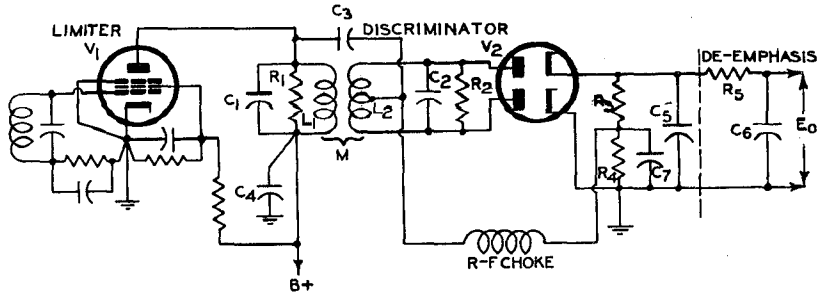 LIMITER
V1
C3
DISCRIMINATOR
V2
DE-EMPHASIS
R1
C1
L1
L2
C2
R2
M
R3
C5
R5
C6
E0
R4
C7
C4
R-F CHOKE
B+